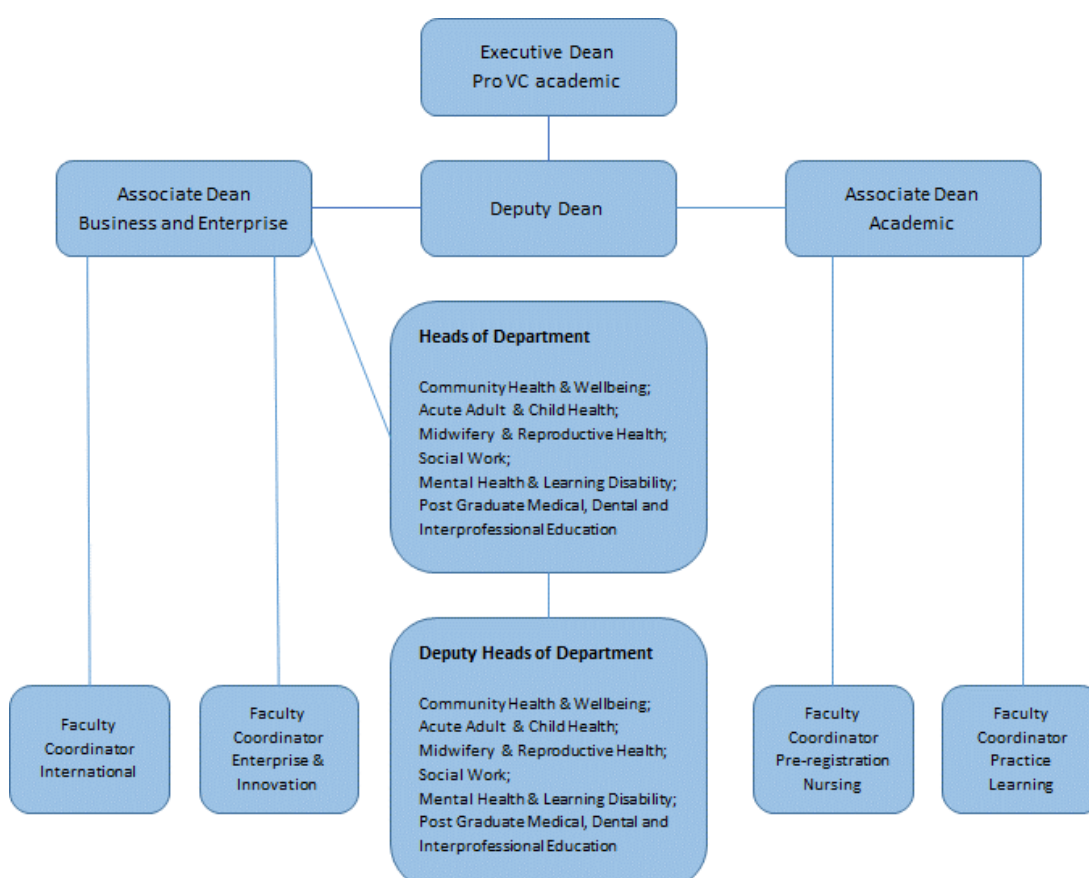 Executive Dean
Pro VC academic
Associate Dean
Business and Enterprise
Deputy Dean
Associate Dean
Academic
Heads of Department
Community Health & Wellbeing;
Acute Adult & Child Health;
Midwifery & Reproductive Health;
Social Work;
Mental Health & Learning Disability;
Post Graduate Medical, Dental and
Interprofessional Education
Deputy Heads of Department
Community Health & Wellbeing;
Acute Adult & Child Health;
Midwifery & Reproductive Health;
Social Work;
Mental Health & Learning Disability;
Post Graduate Medical, Dental and
Interprofessional Education
Faculty
Coordinator
International
Faculty
Coordinator
Enterprise &
Innovation
Faculty
Coordinator
Pre-registration
Nursing
Faculty
Coordinator
Practice
Learning